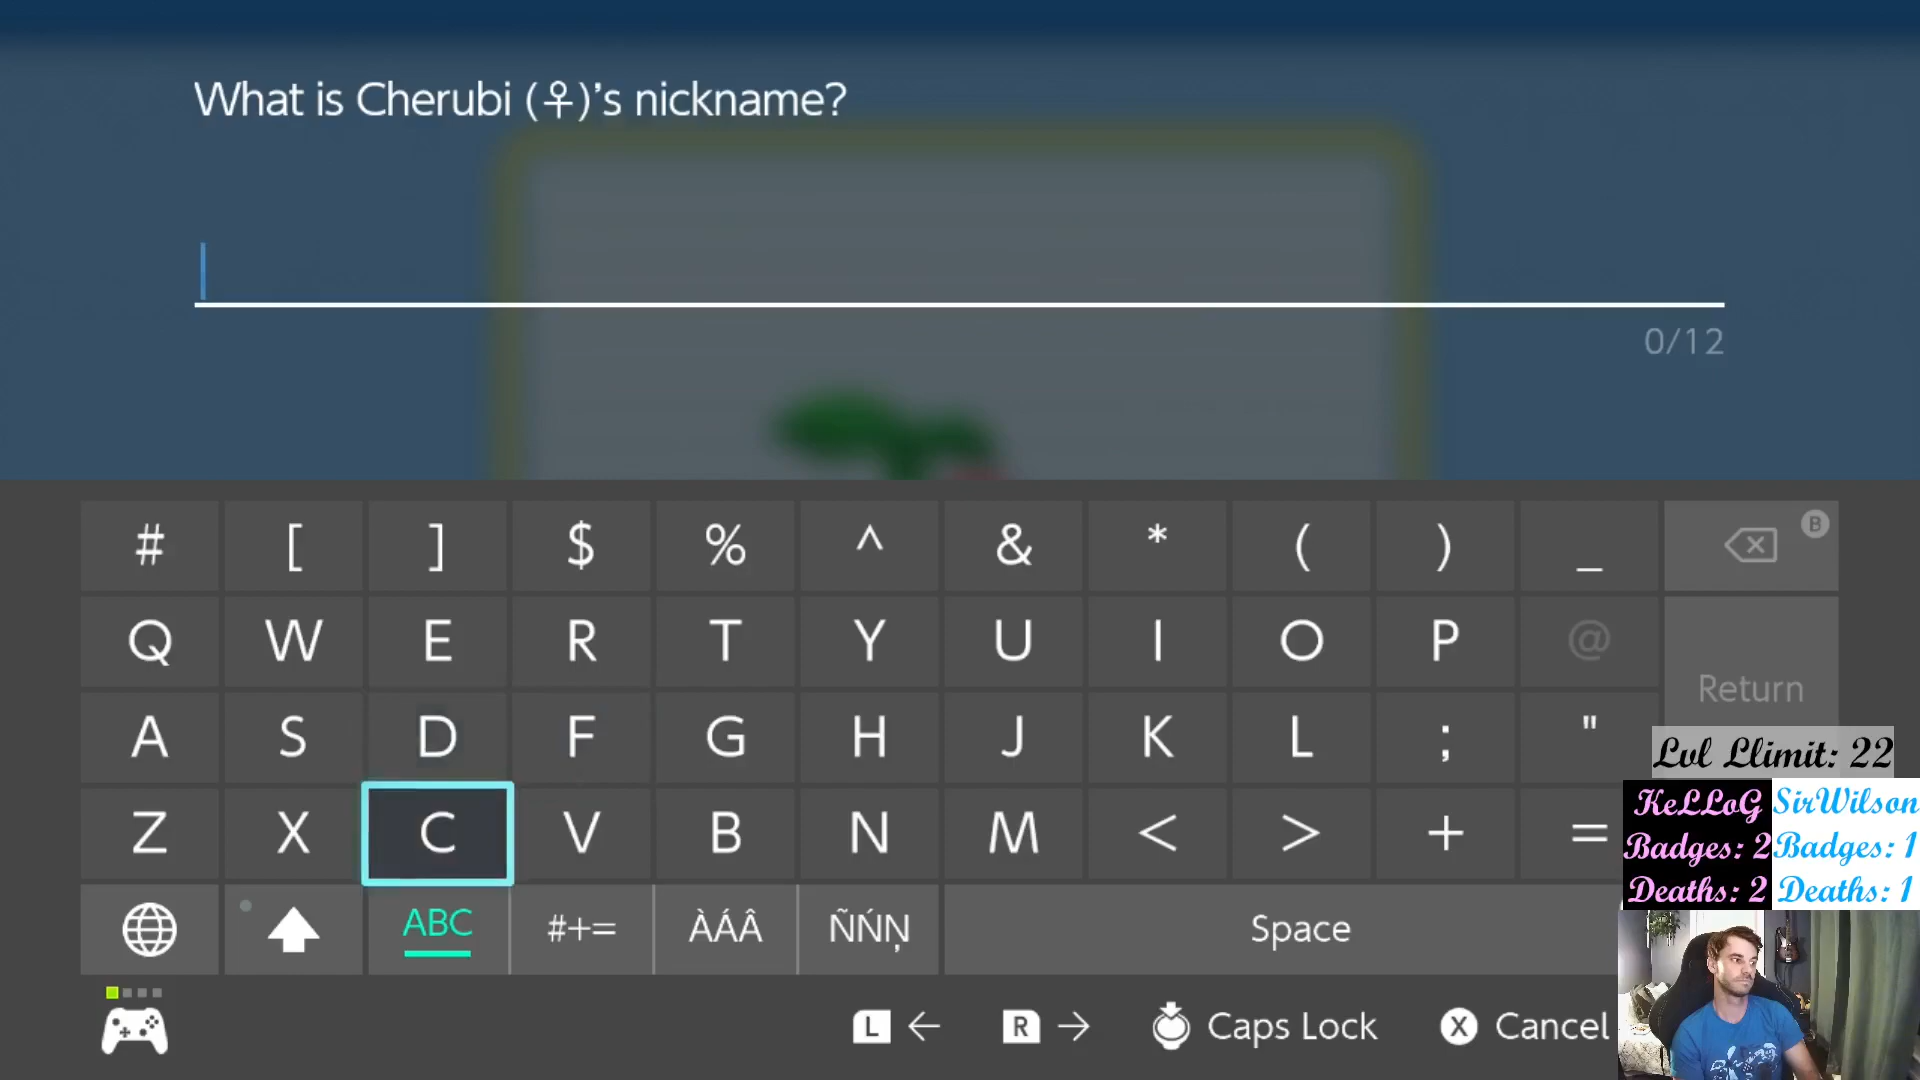 What is Cherubi (♀)'s nickname?
0/12
# [ ] $ % ^ & * ( ) _ B
Q W E R T Y U I O P @ Return
A S D F G H J K L ; "
Z X C V B N M < > + =
ABC #+= ÀÁÂ ÑŃŅ Space
L ← R → Caps Lock X Cancel
Lvl Llimit: 22
KeLLoG SirWilson
Badges: 2 Badges: 1
Deaths: 2 Deaths: 1